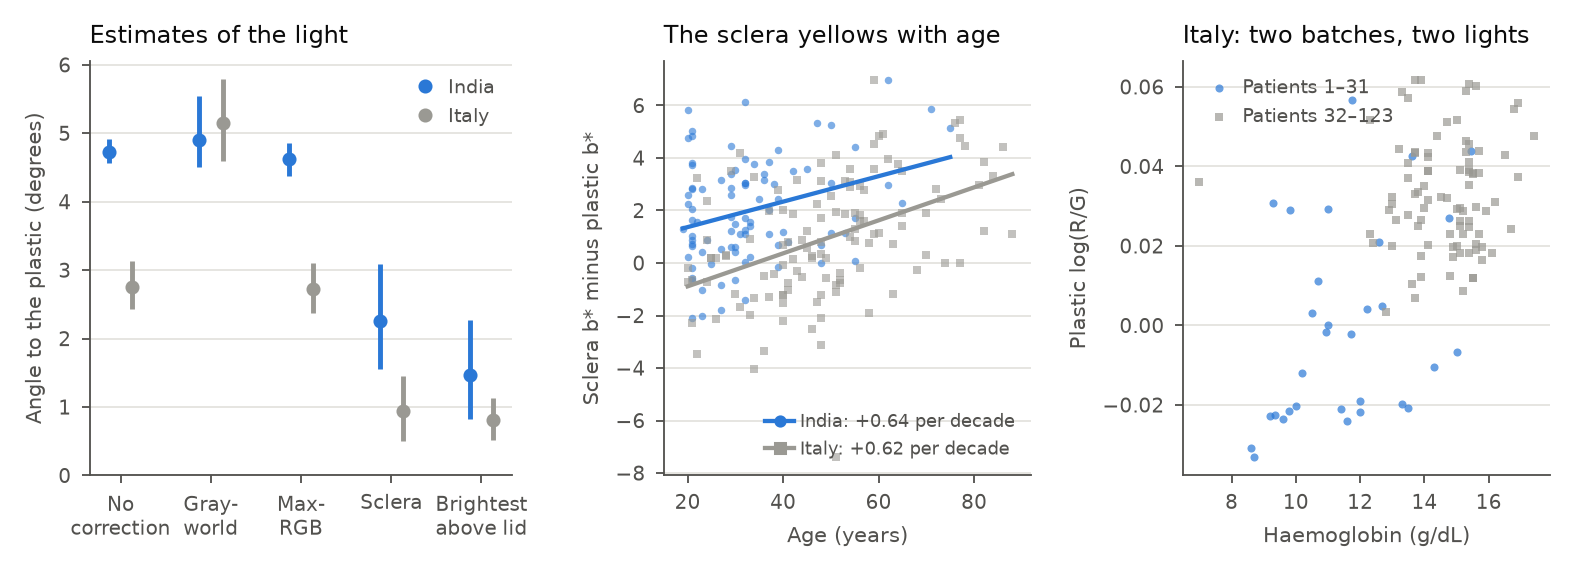 Estimates of the light
Angle to the plastic (degrees)
6
5
4
3
2
1
0
India
Italy
No
correction
Gray-
world
Max-
RGB
Sclera
Brightest
above lid
The sclera yellows with age
Sclera b* minus plastic b*
6
4
2
0
−2
−4
−6
−8
India: +0.64 per decade
Italy: +0.62 per decade
20
40
60
80
Age (years)
Italy: two batches, two lights
Plastic log(R/G)
0.06
0.04
0.02
0.00
−0.02
Patients 1–31
Patients 32–123
8
10
12
14
16
Haemoglobin (g/dL)